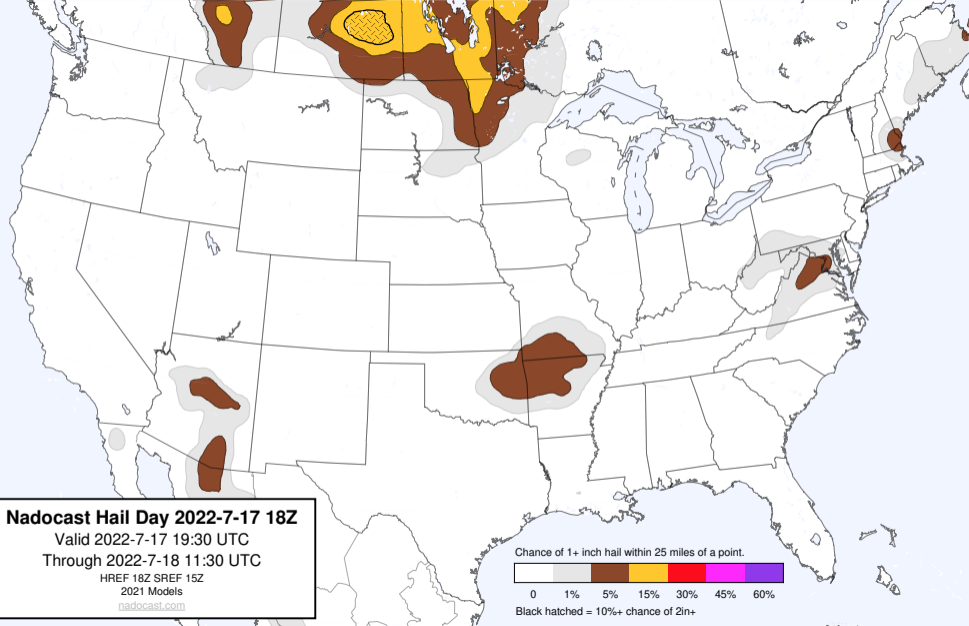 Nadocast Hail Day 2022-7-17 18Z
Valid 2022-7-17 19:30 UTC
Through 2022-7-18 11:30 UTC
HREF 18Z SREF 15Z
2021 Models
nadocast.com
Chance of 1+ inch hail within 25 miles of a point.
0 1% 5% 15% 30% 45% 60%
Black hatched = 10%+ chance of 2in+